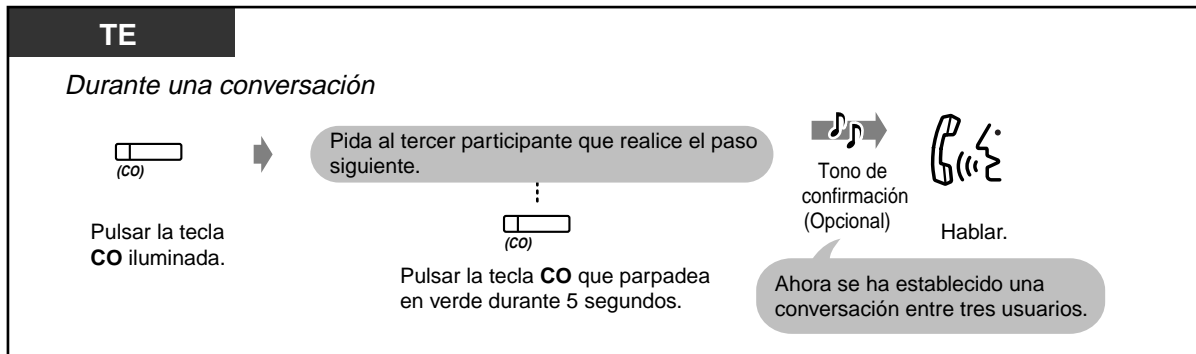 TE
Durante una conversación
(CO)
Pulsar la tecla
CO iluminada.
Pida al tercer participante que realice el paso
siguiente.
(CO)
Pulsar la tecla CO que parpadea
en verde durante 5 segundos.
Tono de
confirmación
(Opcional)
Hablar.
Ahora se ha establecido una
conversación entre tres usuarios.